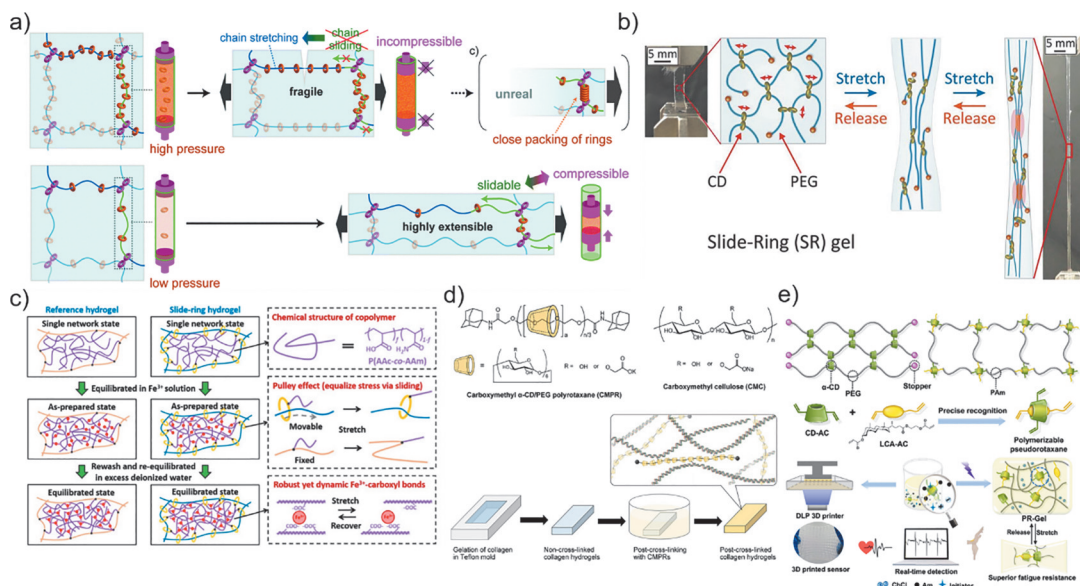 a)
chain stretching
chain
sliding
incompressible
fragile
high pressure
c)
unreal
close packing of rings
slidable
compressible
highly extensible
low pressure
b)
5 mm
5 mm
Stretch
Release
Stretch
Release
CD
PEG
Slide-Ring (SR) gel
c)
Reference hydrogel
Slide-ring hydrogel
Single network state
Single network state
Equilibrated in Fe³⁺ solution
As-prepared state
As-prepared state
Rewash and re-equilibrated
in excess deionized water
Equilibrated state
Equilibrated state
Chemical structure of copolymer
P(AAc-co-AAm)
Pulley effect (equalize stress via sliding)
Movable
Stretch
Fixed
Robust yet dynamic Fe³⁺-carboxyl bonds
Stretch
Recover
d)
Carboxymethyl α-CD/PEG polyrotaxane (CMPR)
Carboxymethyl cellulose (CMC)
Gelation of collagen
in Teflon mold
Non-cross-linked
collagen hydrogels
Post-cross-linking
with CMPRs
Post-cross-linked
collagen hydrogels
e)
α-CD
PEG
Stopper
PAm
CD-AC
LCA-AC
Precise recognition
Polymerizable
pseudorotaxane
DLP 3D printer
PR-Gel
Release
Stretch
3D printed sensor
Real-time detection
Superior fatigue resistance
ChCl
Am
Initiator